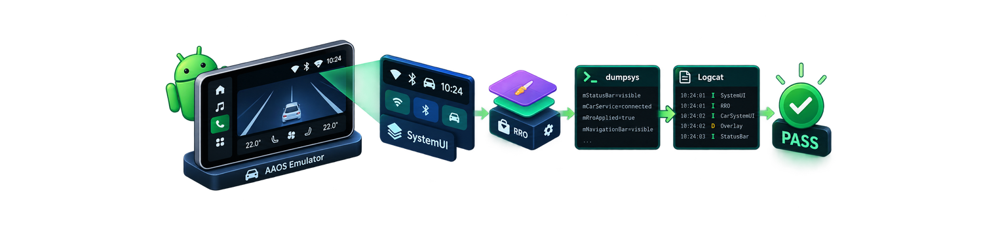 10:24
22.0°
22.0°
AAOS Emulator
10:24
SystemUI
RRO
dumpsys
mStatusBar=visible
mCarService=connected
mRroApplied=true
mNavigationBar=visible
...
Logcat
10:24:01 I SystemUI
10:24:01 I RRO
10:24:02 I CarSystemUI
10:24:02 D Overlay
10:24:03 I StatusBar
PASS